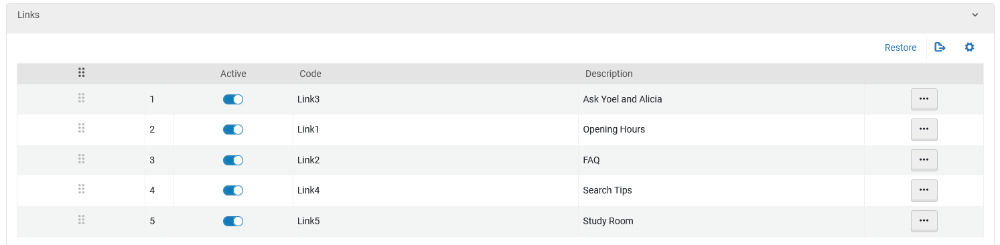 Links
Restore
Active Code Description
1 Link3 Ask Yoel and Alicia
2 Link1 Opening Hours
3 Link2 FAQ
4 Link4 Search Tips
5 Link5 Study Room